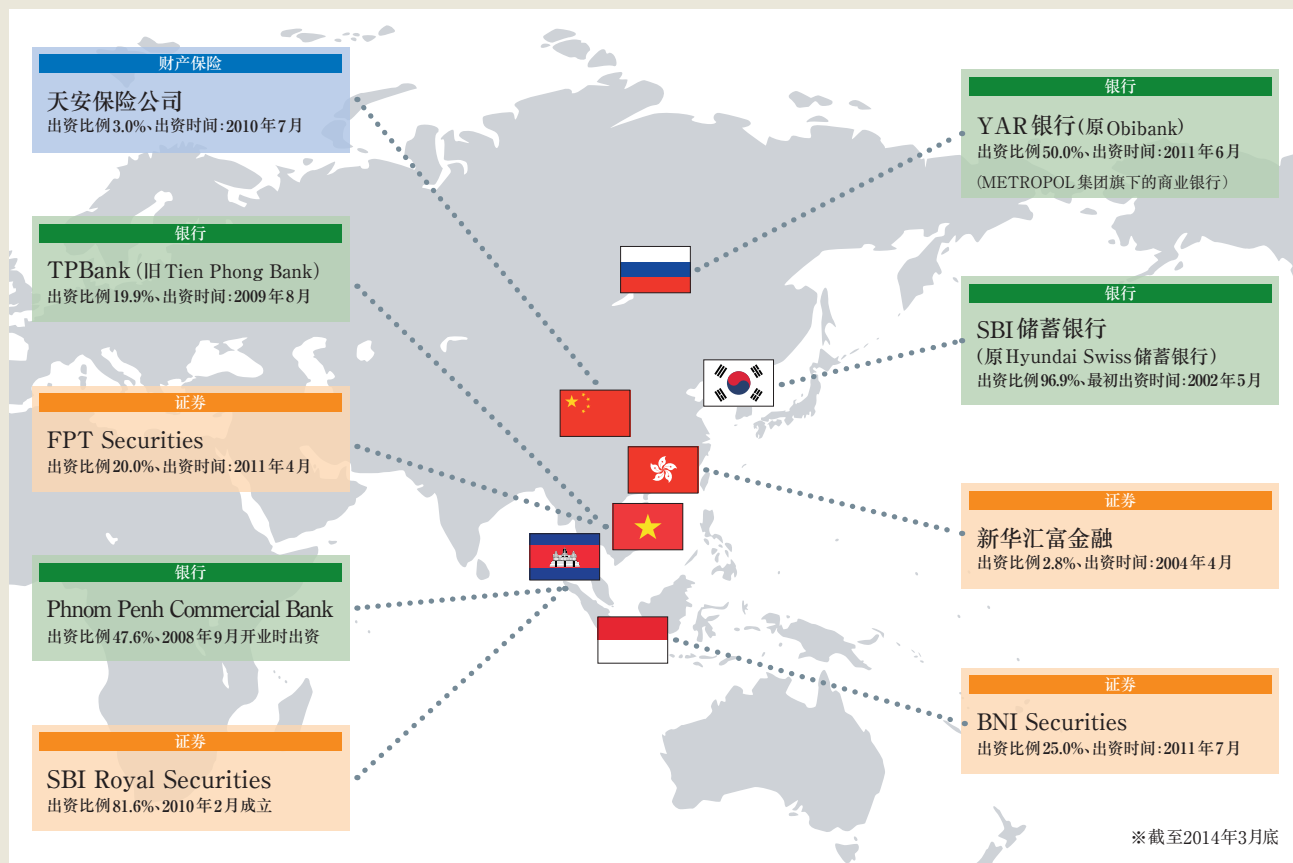 财产保险
天安保险公司
出资比例3.0%、出资时间:2010年7月
银行
TPBank（旧Tien Phong Bank）
出资比例19.9%、出资时间:2009年8月
证券
FPT Securities
出资比例20.0%、出资时间:2011年4月
银行
Phnom Penh Commercial Bank
出资比例47.6%、2008年9月开业时出资
证券
SBI Royal Securities
出资比例81.6%、2010年2月成立
银行
YAR银行(原Obibank)
出资比例50.0%、出资时间:2011年6月
(METROPOL集团旗下的商业银行)
银行
SBI储蓄银行
(原Hyundai Swiss储蓄银行)
出资比例96.9%、最初出资时间:2002年5月
证券
新华汇富金融
出资比例2.8%、出资时间:2004年4月
证券
BNI Securities
出资比例25.0%、出资时间:2011年7月
※截至2014年3月底